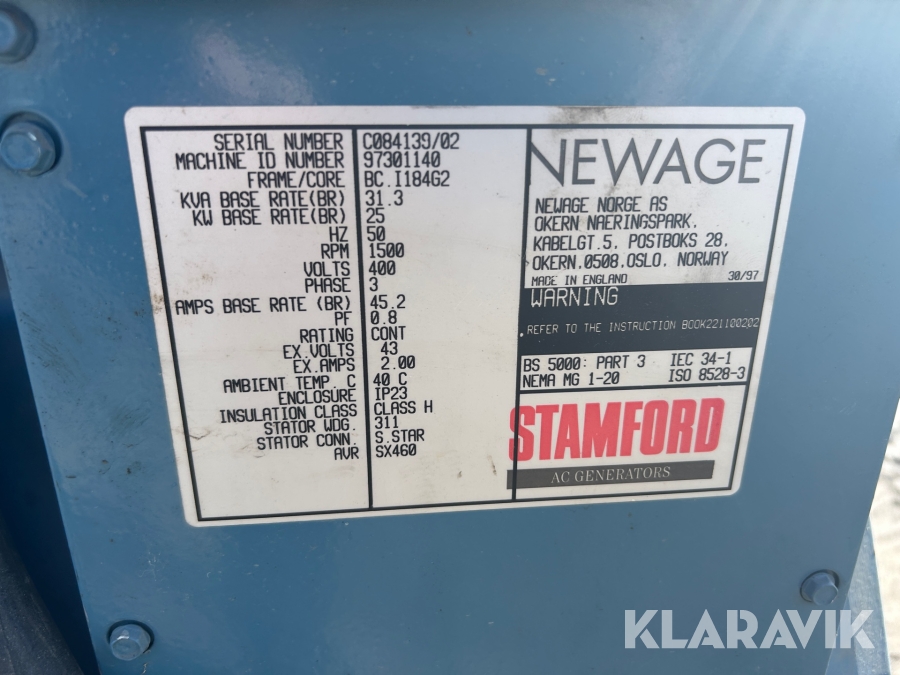 SERIAL NUMBER C084139/02
MACHINE ID NUMBER 97301140
FRAME/CORE BC.I184G2
KVA BASE RATE(BR) 31.3
KW BASE RATE(BR) 25
HZ 50
RPM 1500
VOLTS 400
PHASE 3
AMPS BASE RATE (BR) 45.2
PF 0.8
RATING CONT
EX.VOLTS 43
EX.AMPS 2.00
AMBIENT TEMP. C 40 C
ENCLOSURE IP23
INSULATION CLASS CLASS H
STATOR WDG. 311
STATOR CONN. S.STAR
AVR SX460
NEWAGE
NEWAGE NORGE AS
OKERN NAERINGSPARK.
KABELGT.5. POSTBOKS 28.
OKERN.0508.OSLO. NORWAY
MADE IN ENGLAND 30/97
WARNING
REFER TO THE INSTRUCTION BOOK221100202
BS 5000: PART 3 IEC 34-1
NEMA MG 1-20 ISO 8528-3
STAMFORD
AC GENERATORS
KLARAVIK